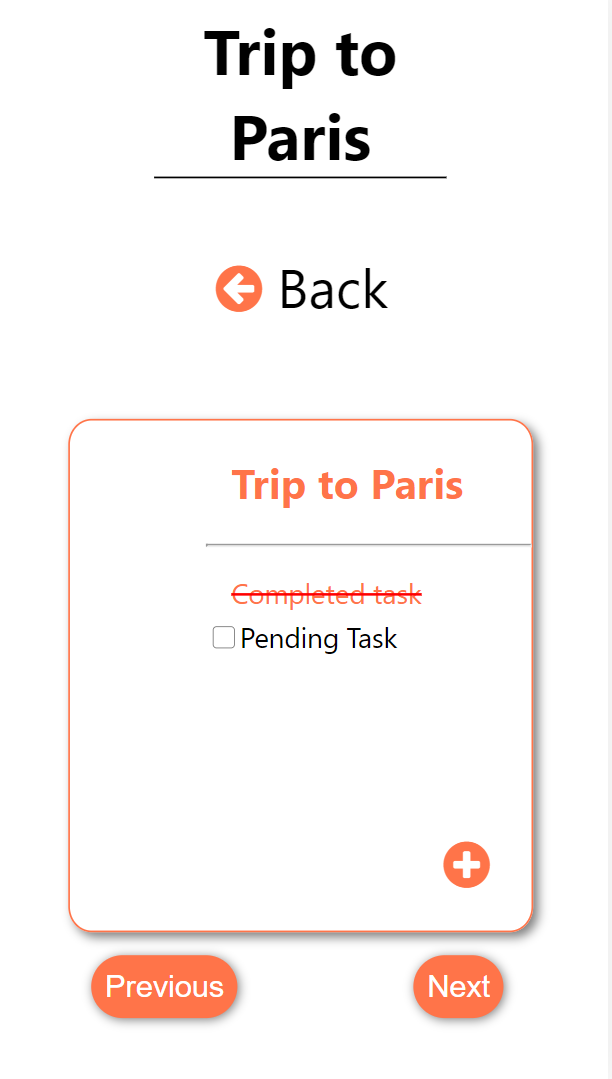 Trip to
Paris
Back
Trip to Paris
Completed task
Pending Task
Previous
Next